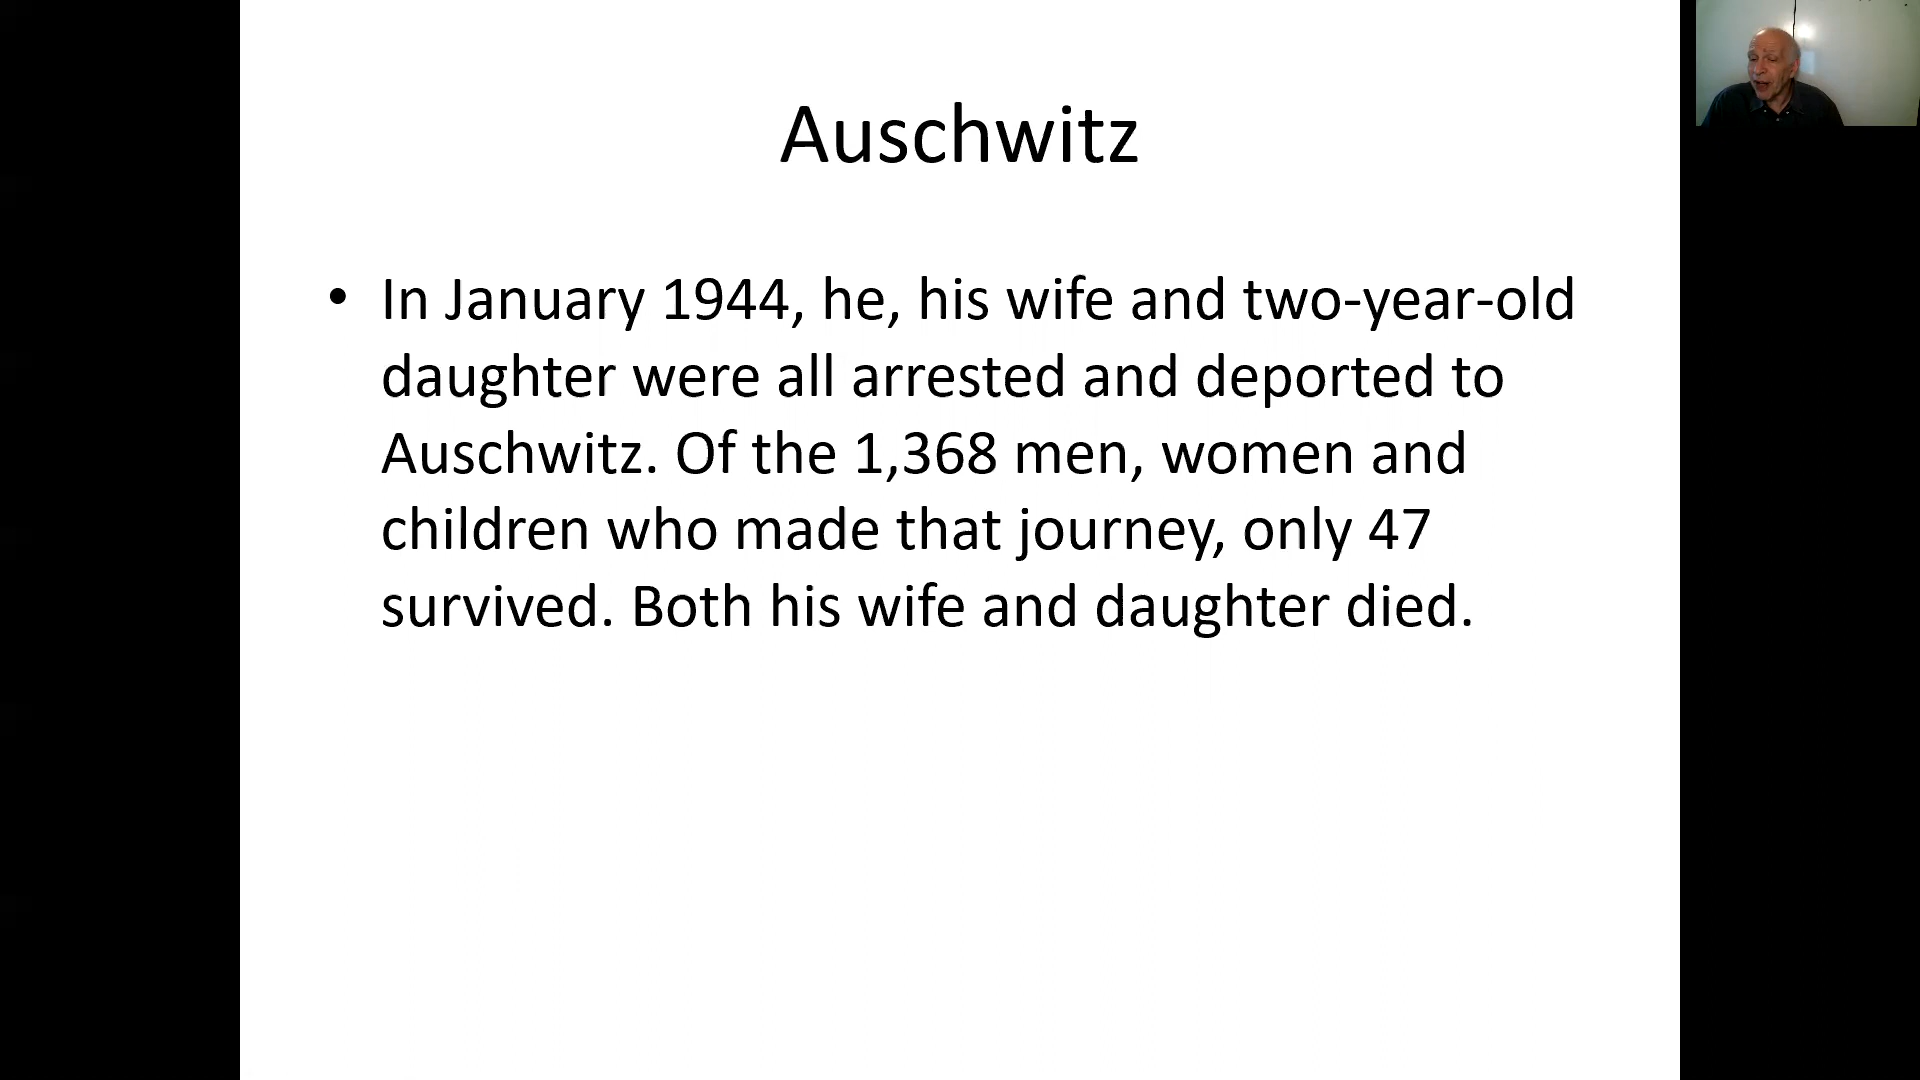 Auschwitz
• In January 1944, he, his wife and two-year-old
daughter were all arrested and deported to
Auschwitz. Of the 1,368 men, women and
children who made that journey, only 47
survived. Both his wife and daughter died.